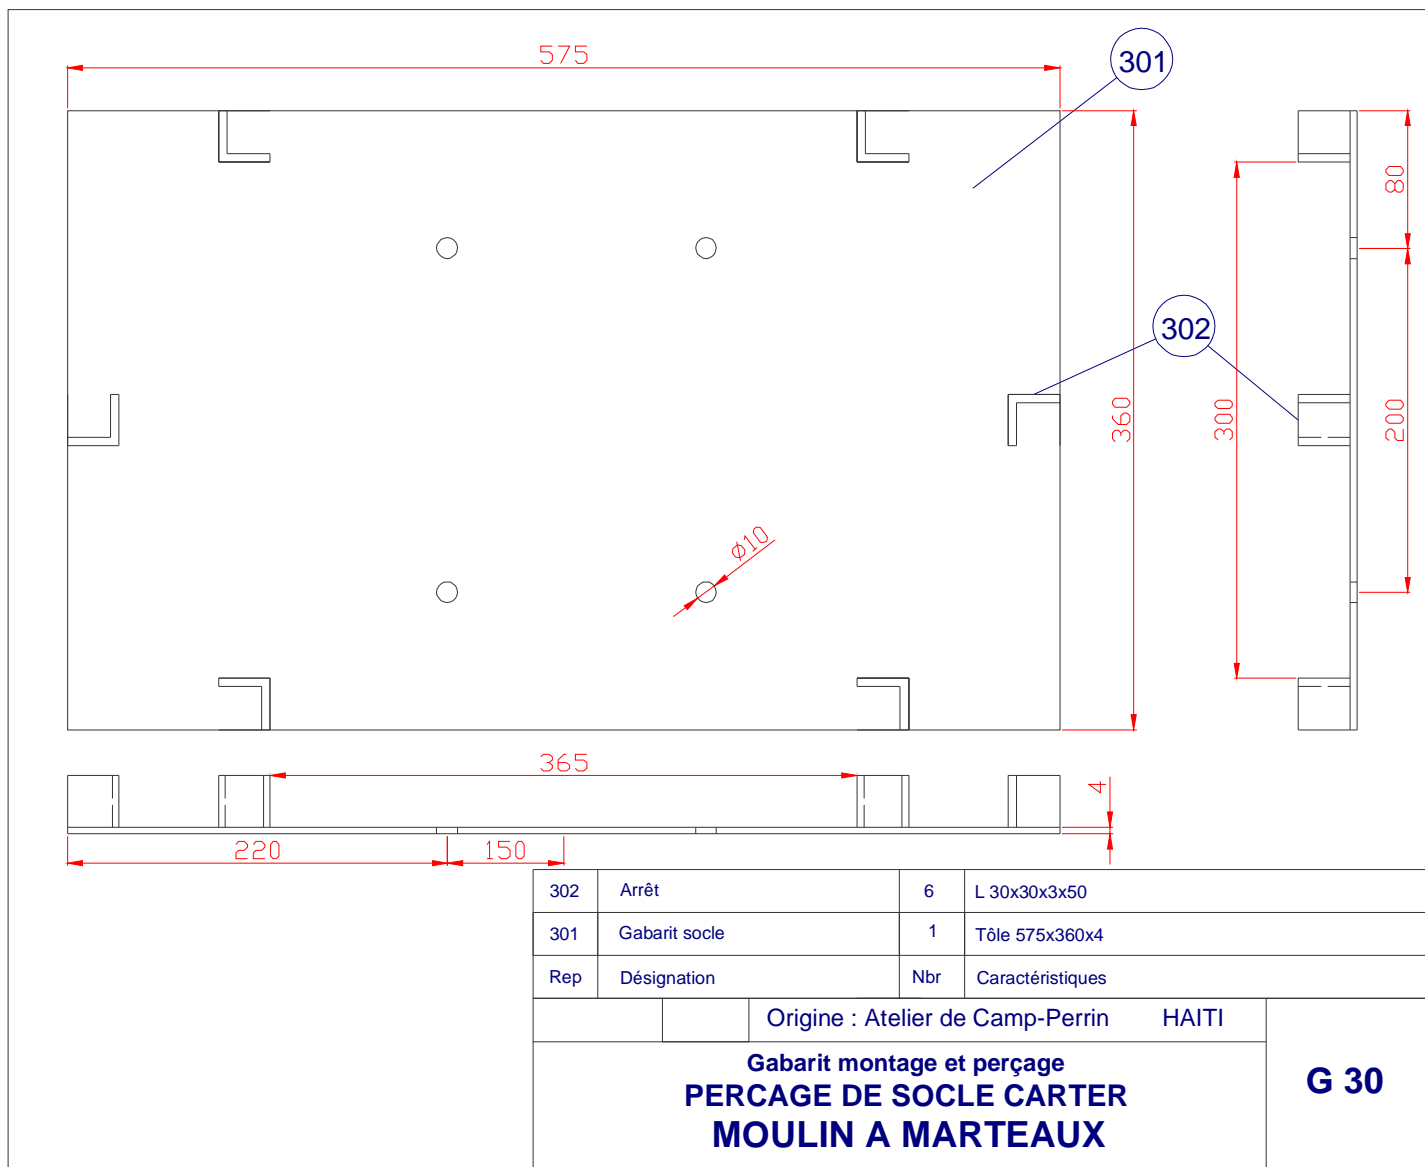 575
301
80
302
360
300
200
ø10
365
4
220
150
302 Arrêt 6 L 30x30x3x50
301 Gabarit socle 1 Tôle 575x360x4
Rep Désignation Nbr Caractéristiques
Origine : Atelier de Camp-Perrin HAITI
Gabarit montage et perçage
PERCAGE DE SOCLE CARTER
MOULIN A MARTEAUX
G 30